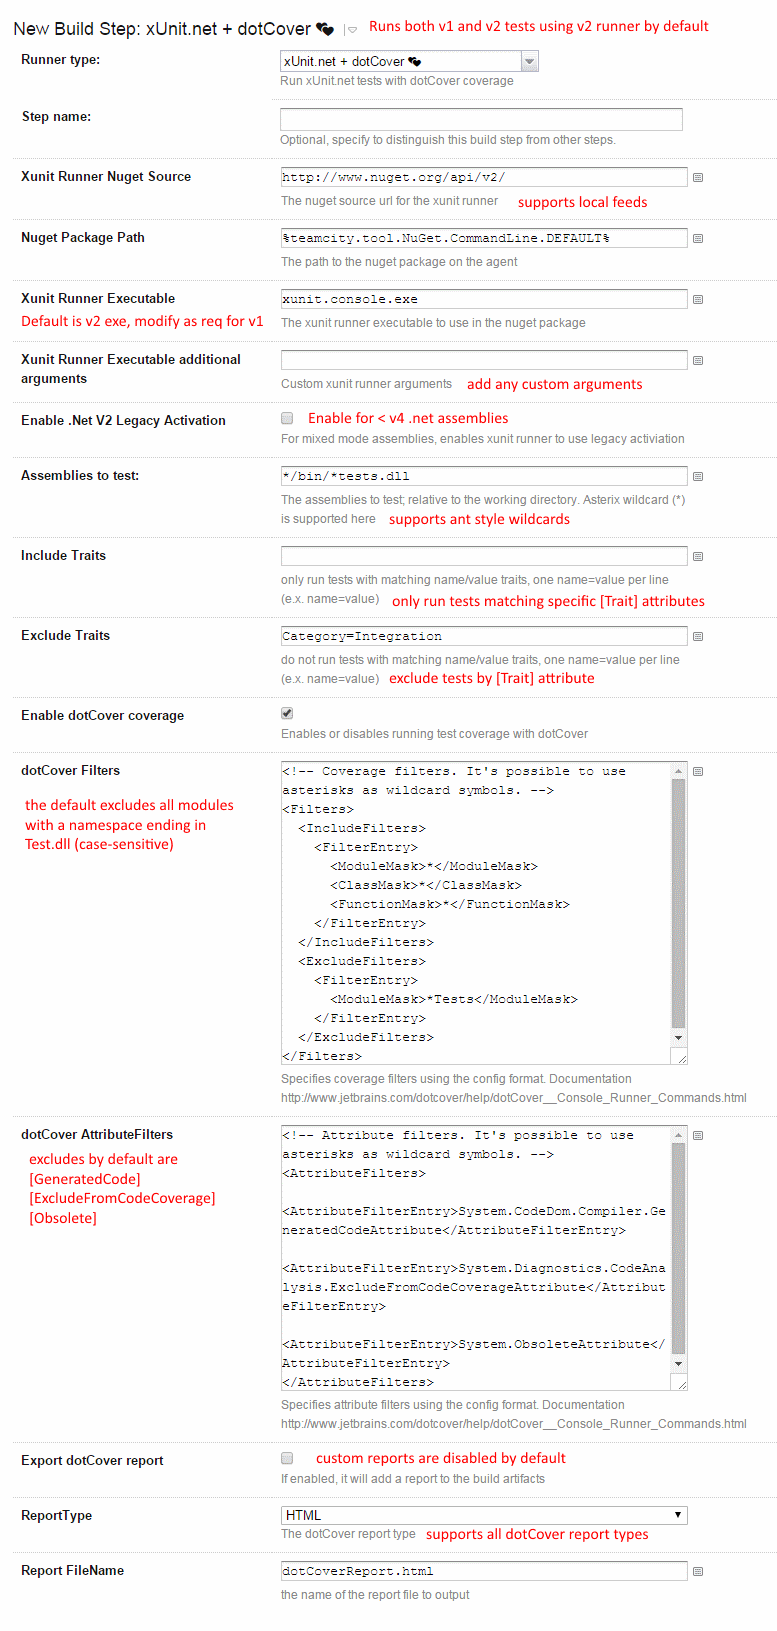 New Build Step: xUnit.net + dotCover
Runs both v1 and v2 tests using v2 runner by default
Runner type:
xUnit.net + dotCover
Run xUnit.net tests with dotCover coverage
Step name:
Optional, specify to distinguish this build step from other steps.
Xunit Runner Nuget Source
http://www.nuget.org/api/v2/
The nuget source url for the xunit runner
supports local feeds
Nuget Package Path
%teamcity.tool.NuGet.CommandLine.DEFAULT%
The path to the nuget package on the agent
Xunit Runner Executable
xunit.console.exe
Default is v2 exe, modify as req for v1
The xunit runner executable to use in the nuget package
Xunit Runner Executable additional
arguments
Custom xunit runner arguments
add any custom arguments
Enable .Net V2 Legacy Activation
Enable for < v4 .net assemblies
For mixed mode assemblies, enables xunit runner to use legacy activiation
Assemblies to test:
*/bin/*tests.dll
The assemblies to test; relative to the working directory. Asterix wildcard (*)
is supported here
supports ant style wildcards
Include Traits
only run tests with matching name/value traits, one name=value per line
(e.x. name=value)
only run tests matching specific [Trait] attributes
Exclude Traits
Category=Integration
do not run tests with matching name/value traits, one name=value per line
(e.x. name=value)
exclude tests by [Trait] attribute
Enable dotCover coverage
Enables or disables running test coverage with dotCover
dotCover Filters
the default excludes all modules
with a namespace ending in
Test.dll (case-sensitive)
<!-- Coverage filters. It's possible to use
asterisks as wildcard symbols. -->
<Filters>
<IncludeFilters>
<FilterEntry>
<ModuleMask>*</ModuleMask>
<ClassMask>*</ClassMask>
<FunctionMask>*</FunctionMask>
</FilterEntry>
</IncludeFilters>
<ExcludeFilters>
<FilterEntry>
<ModuleMask>*Tests</ModuleMask>
</FilterEntry>
</ExcludeFilters>
</Filters>
Specifies coverage filters using the config format. Documentation
http://www.jetbrains.com/dotcover/help/dotCover__Console_Runner_Commands.html
dotCover AttributeFilters
excludes by default are
[GeneratedCode]
[ExcludeFromCodeCoverage]
[Obsolete]
<!-- Attribute filters. It's possible to use
asterisks as wildcard symbols. -->
<AttributeFilters>
<AttributeFilterEntry>System.CodeDom.Compiler.Ge
neratedCodeAttribute</AttributeFilterEntry>
<AttributeFilterEntry>System.Diagnostics.CodeAna
lysis.ExcludeFromCodeCoverageAttribute</Attribut
eFilterEntry>
<AttributeFilterEntry>System.ObsoleteAttribute</
AttributeFilterEntry>
</AttributeFilters>
Specifies attribute filters using the config format. Documentation
http://www.jetbrains.com/dotcover/help/dotCover__Console_Runner_Commands.html
Export dotCover report
custom reports are disabled by default
If enabled, it will add a report to the build artifacts
ReportType
HTML
The dotCover report type
supports all dotCover report types
Report FileName
dotCoverReport.html
the name of the report file to output